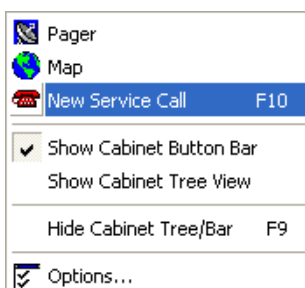 Pager
Map
New Service Call F10
Show Cabinet Button Bar
Show Cabinet Tree View
Hide Cabinet Tree/Bar F9
Options...